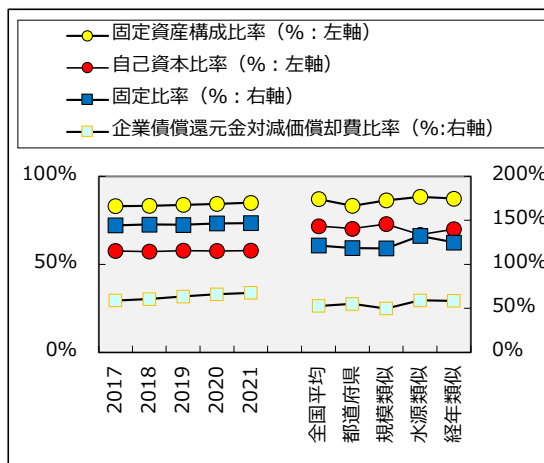 固定資産構成比率（%：左軸）
自己資本比率（%：左軸）
固定比率（%：右軸）
企業債償還元金対減価償却費比率（%:右軸）
100%
50%
0%
200%
150%
100%
50%
0%
2017
2018
2019
2020
2021
全国平均
都道府県
規模類似
水源類似
経年類似